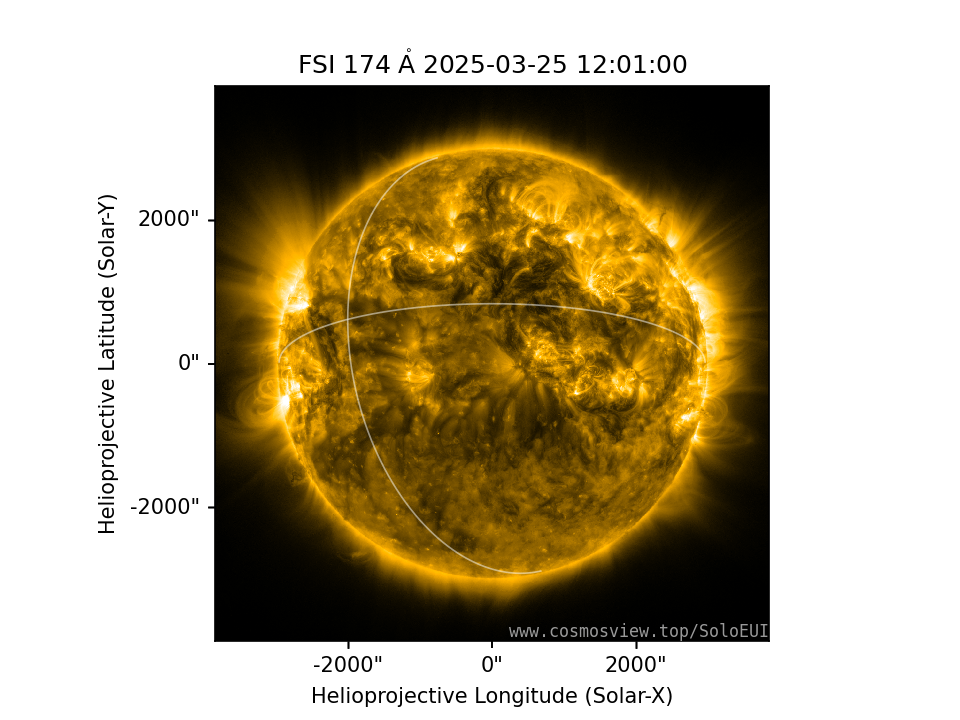 FSI 174 Å 2025-03-25 12:01:00
Helioprojective Latitude (Solar-Y)
2000"
0"
-2000"
www.cosmosview.top/SoloEUI
-2000" 0" 2000"
Helioprojective Longitude (Solar-X)